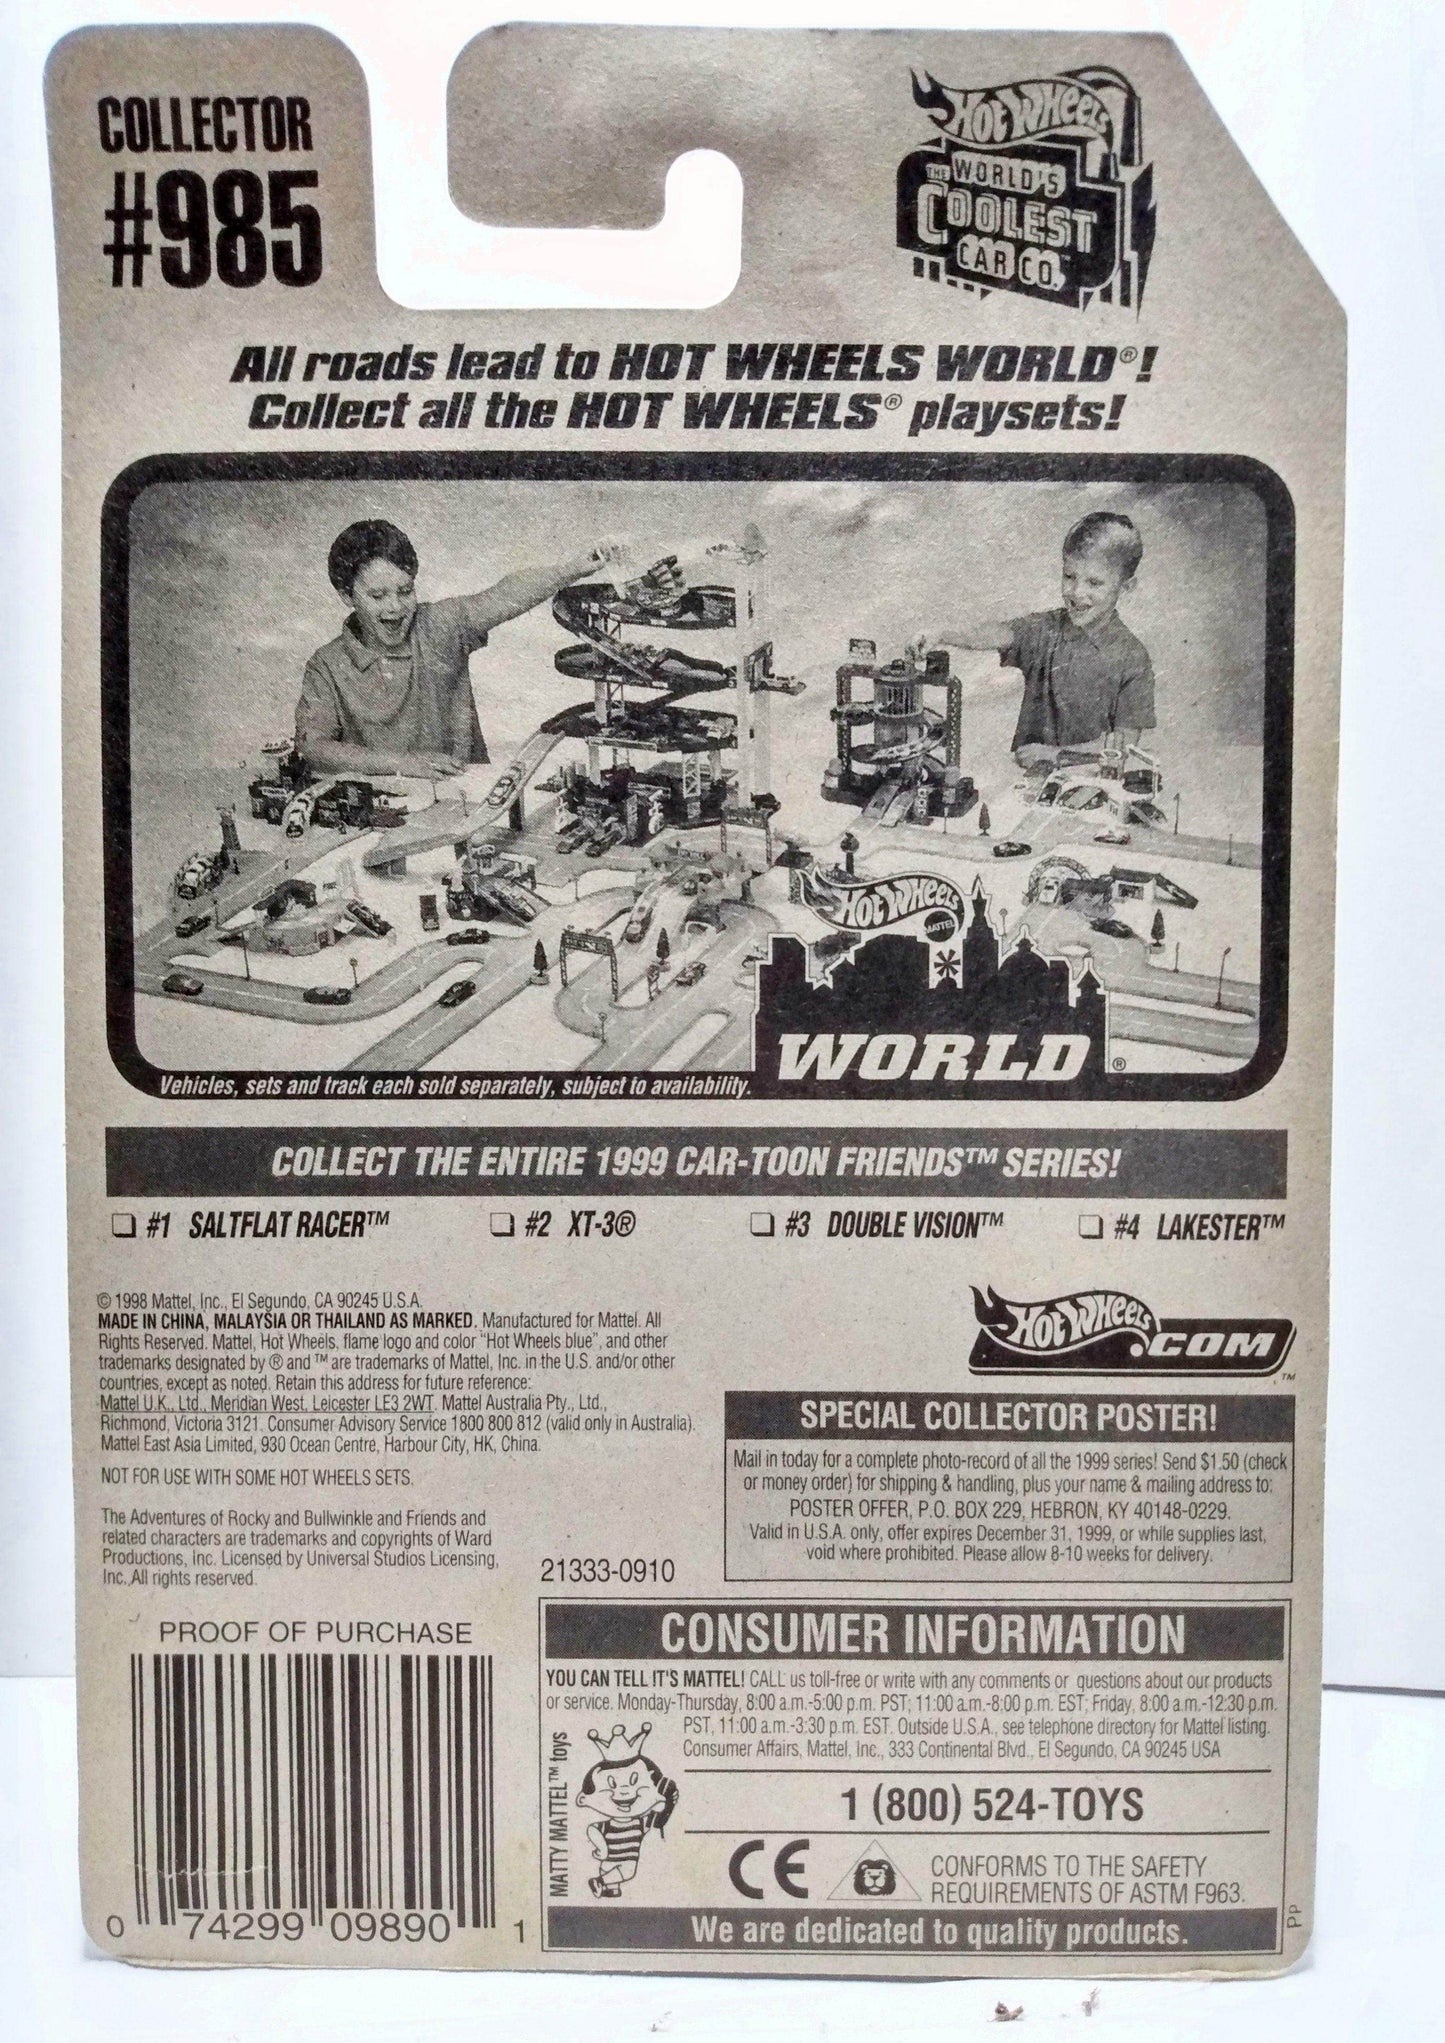 COLLECTOR
#985
HOT WHEELS
THE WORLD'S
COOLEST
CAR CO.™
All roads lead to HOT WHEELS WORLD®!
Collect all the HOT WHEELS® playsets!
HOT WHEELS
MATTEL
WORLD®
Vehicles, sets and track each sold separately, subject to availability.
COLLECT THE ENTIRE 1999 CAR-TOON FRIENDS™ SERIES!
#1 SALTFLAT RACER™ #2 XT-3® #3 DOUBLE VISION™ #4 LAKESTER™
© 1998 Mattel, Inc., El Segundo, CA 90245 U.S.A.
MADE IN CHINA, MALAYSIA OR THAILAND AS MARKED. Manufactured for Mattel. All
Rights Reserved. Mattel, Hot Wheels, flame logo and color "Hot Wheels blue", and other
trademarks designated by ® and ™ are trademarks of Mattel, Inc. in the U.S. and/or other
countries, except as noted. Retain this address for future reference:
Mattel U.K., Ltd., Meridian West, Leicester LE3 2WT. Mattel Australia Pty., Ltd.,
Richmond, Victoria 3121. Consumer Advisory Service 1800 800 812 (valid only in Australia).
Mattel East Asia Limited, 930 Ocean Centre, Harbour City, HK, China.
NOT FOR USE WITH SOME HOT WHEELS SETS.
The Adventures of Rocky and Bullwinkle and Friends and
related characters are trademarks and copyrights of Ward
Productions, Inc. Licensed by Universal Studios Licensing,
Inc. All rights reserved.
21333-0910
HOT WHEELS
.COM™
SPECIAL COLLECTOR POSTER!
Mail in today for a complete photo-record of all the 1999 series! Send $1.50 (check
or money order) for shipping & handling, plus your name & mailing address to:
POSTER OFFER, P.O. BOX 229, HEBRON, KY 40148-0229.
Valid in U.S.A. only, offer expires December 31, 1999, or while supplies last,
void where prohibited. Please allow 8-10 weeks for delivery.
PROOF OF PURCHASE
0 74299 09890 1
CONSUMER INFORMATION
YOU CAN TELL IT'S MATTEL! CALL us toll-free or write with any comments or questions about our products
or service. Monday-Thursday, 8:00 a.m.-5:00 p.m. PST; 11:00 a.m.-8:00 p.m. EST; Friday, 8:00 a.m.-12:30 p.m.
PST, 11:00 a.m.-3:30 p.m. EST. Outside U.S.A., see telephone directory for Mattel listing.
Consumer Affairs, Mattel, Inc., 333 Continental Blvd., El Segundo, CA 90245 USA
MATTY MATTEL™ toys
1 (800) 524-TOYS
CE
CONFORMS TO THE SAFETY
REQUIREMENTS OF ASTM F963.
We are dedicated to quality products.
Pp